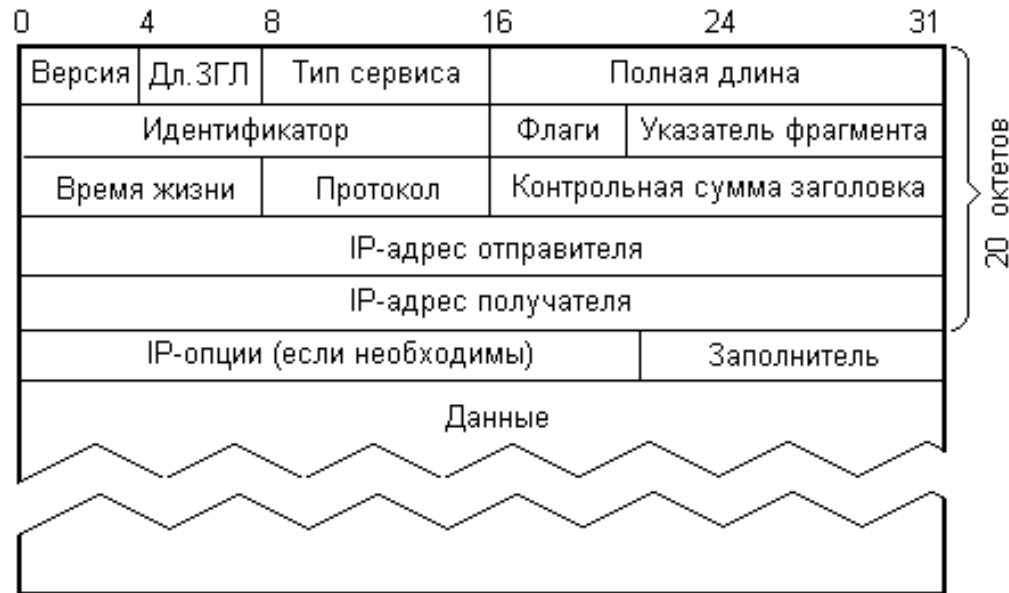 0 4 8 16 24 31
Версия Дл.ЗГЛ Тип сервиса Полная длина
Идентификатор Флаги Указатель фрагмента
Время жизни Протокол Контрольная сумма заголовка
IP-адрес отправителя
IP-адрес получателя
20 октетов
IP-опции (если необходимы) Заполнитель
Данные